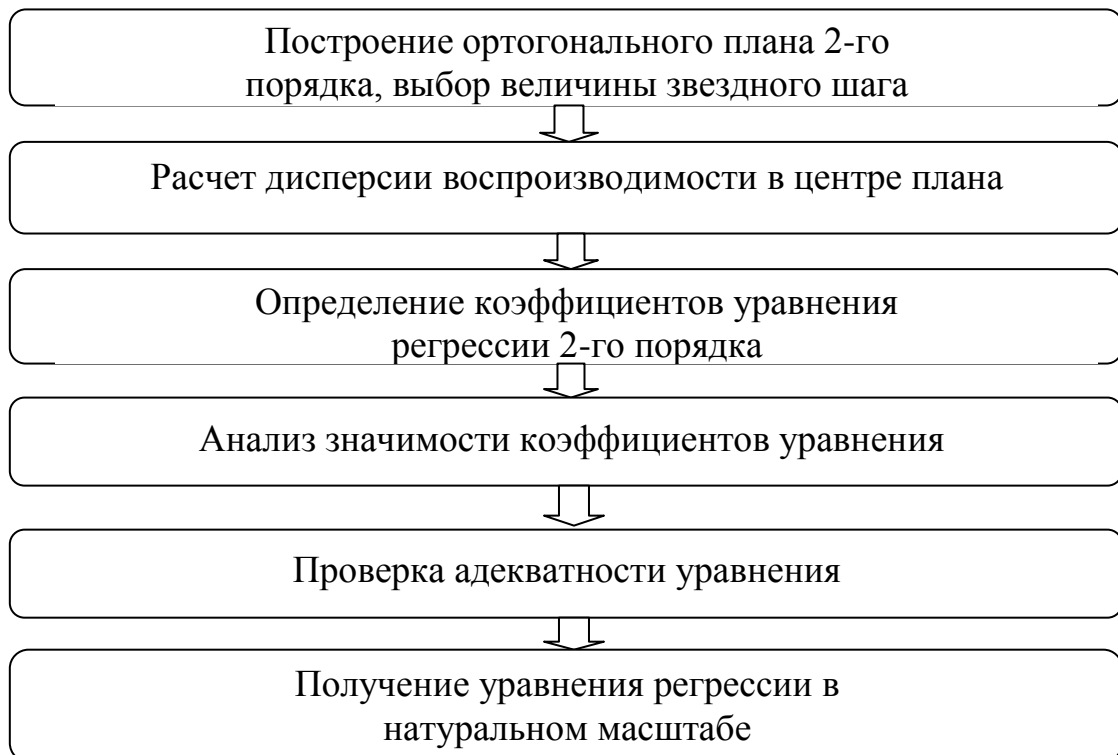 Построение ортогонального плана 2-го
порядка, выбор величины звездного шага
Расчет дисперсии воспроизводимости в центре плана
Определение коэффициентов уравнения
регрессии 2-го порядка
Анализ значимости коэффициентов уравнения
Проверка адекватности уравнения
Получение уравнения регрессии в
натуральном масштабе